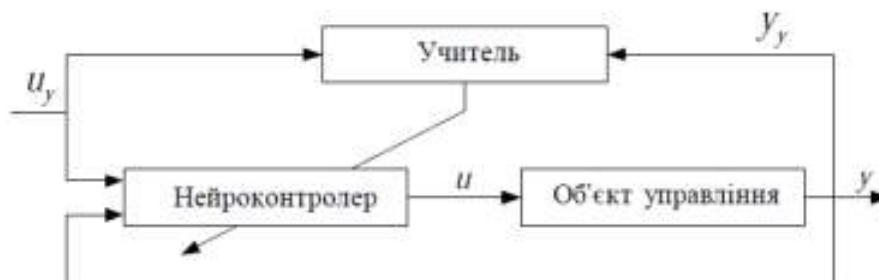 Учитель
y_y
u_y
Нейроконтролер
u
Об'єкт управління
y